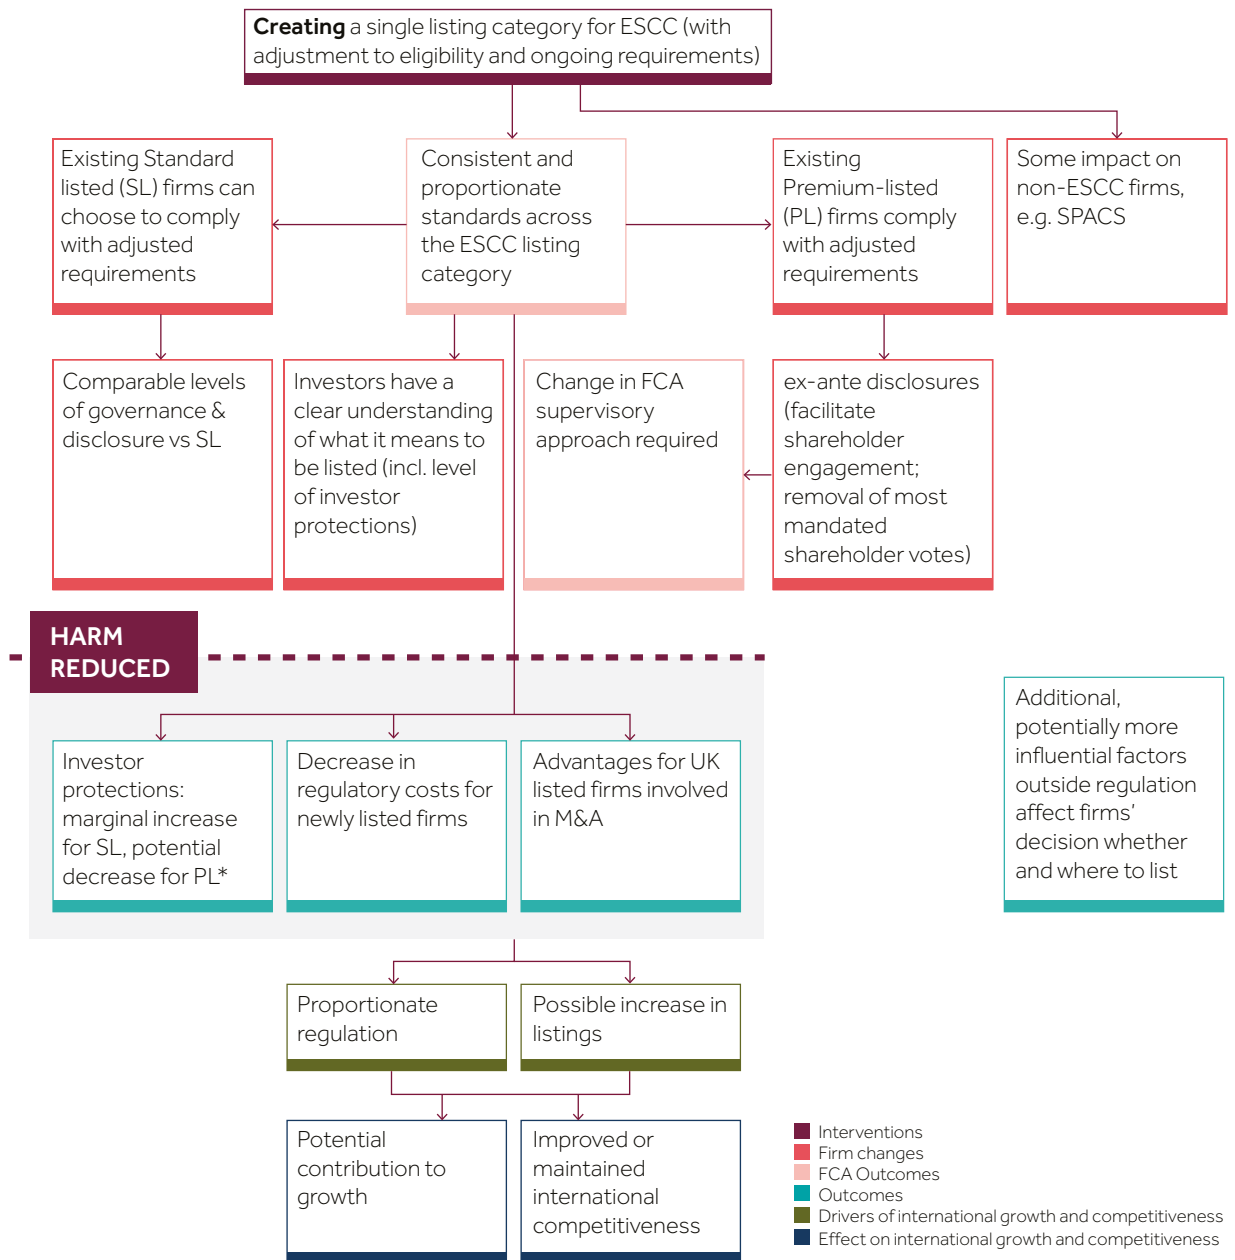 Creating a single listing category for ESCC (with
adjustment to eligibility and ongoing requirements)
Existing Standard
listed (SL) firms can
choose to comply
with adjusted
requirements
Consistent and
proportionate
standards across
the ESCC listing
category
Existing
Premium-listed
(PL) firms comply
with adjusted
requirements
Some impact on
non-ESCC firms,
e.g. SPACS
Comparable levels
of governance &
disclosure vs SL
Investors have a
clear understanding
of what it means to
be listed (incl. level
of investor
protections)
Change in FCA
supervisory
approach required
ex-ante disclosures
(facilitate
shareholder
engagement;
removal of most
mandated
shareholder votes)
HARM
REDUCED
Investor
protections:
marginal increase
for SL, potential
decrease for PL*
Decrease in
regulatory costs for
newly listed firms
Advantages for UK
listed firms involved
in M&A
Additional,
potentially more
influential factors
outside regulation
affect firms'
decision whether
and where to list
Proportionate
regulation
Possible increase in
listings
Potential
contribution to
growth
Improved or
maintained
international
competitiveness
Interventions
Firm changes
FCA Outcomes
Outcomes
Drivers of international growth and competitiveness
Effect on international growth and competitiveness